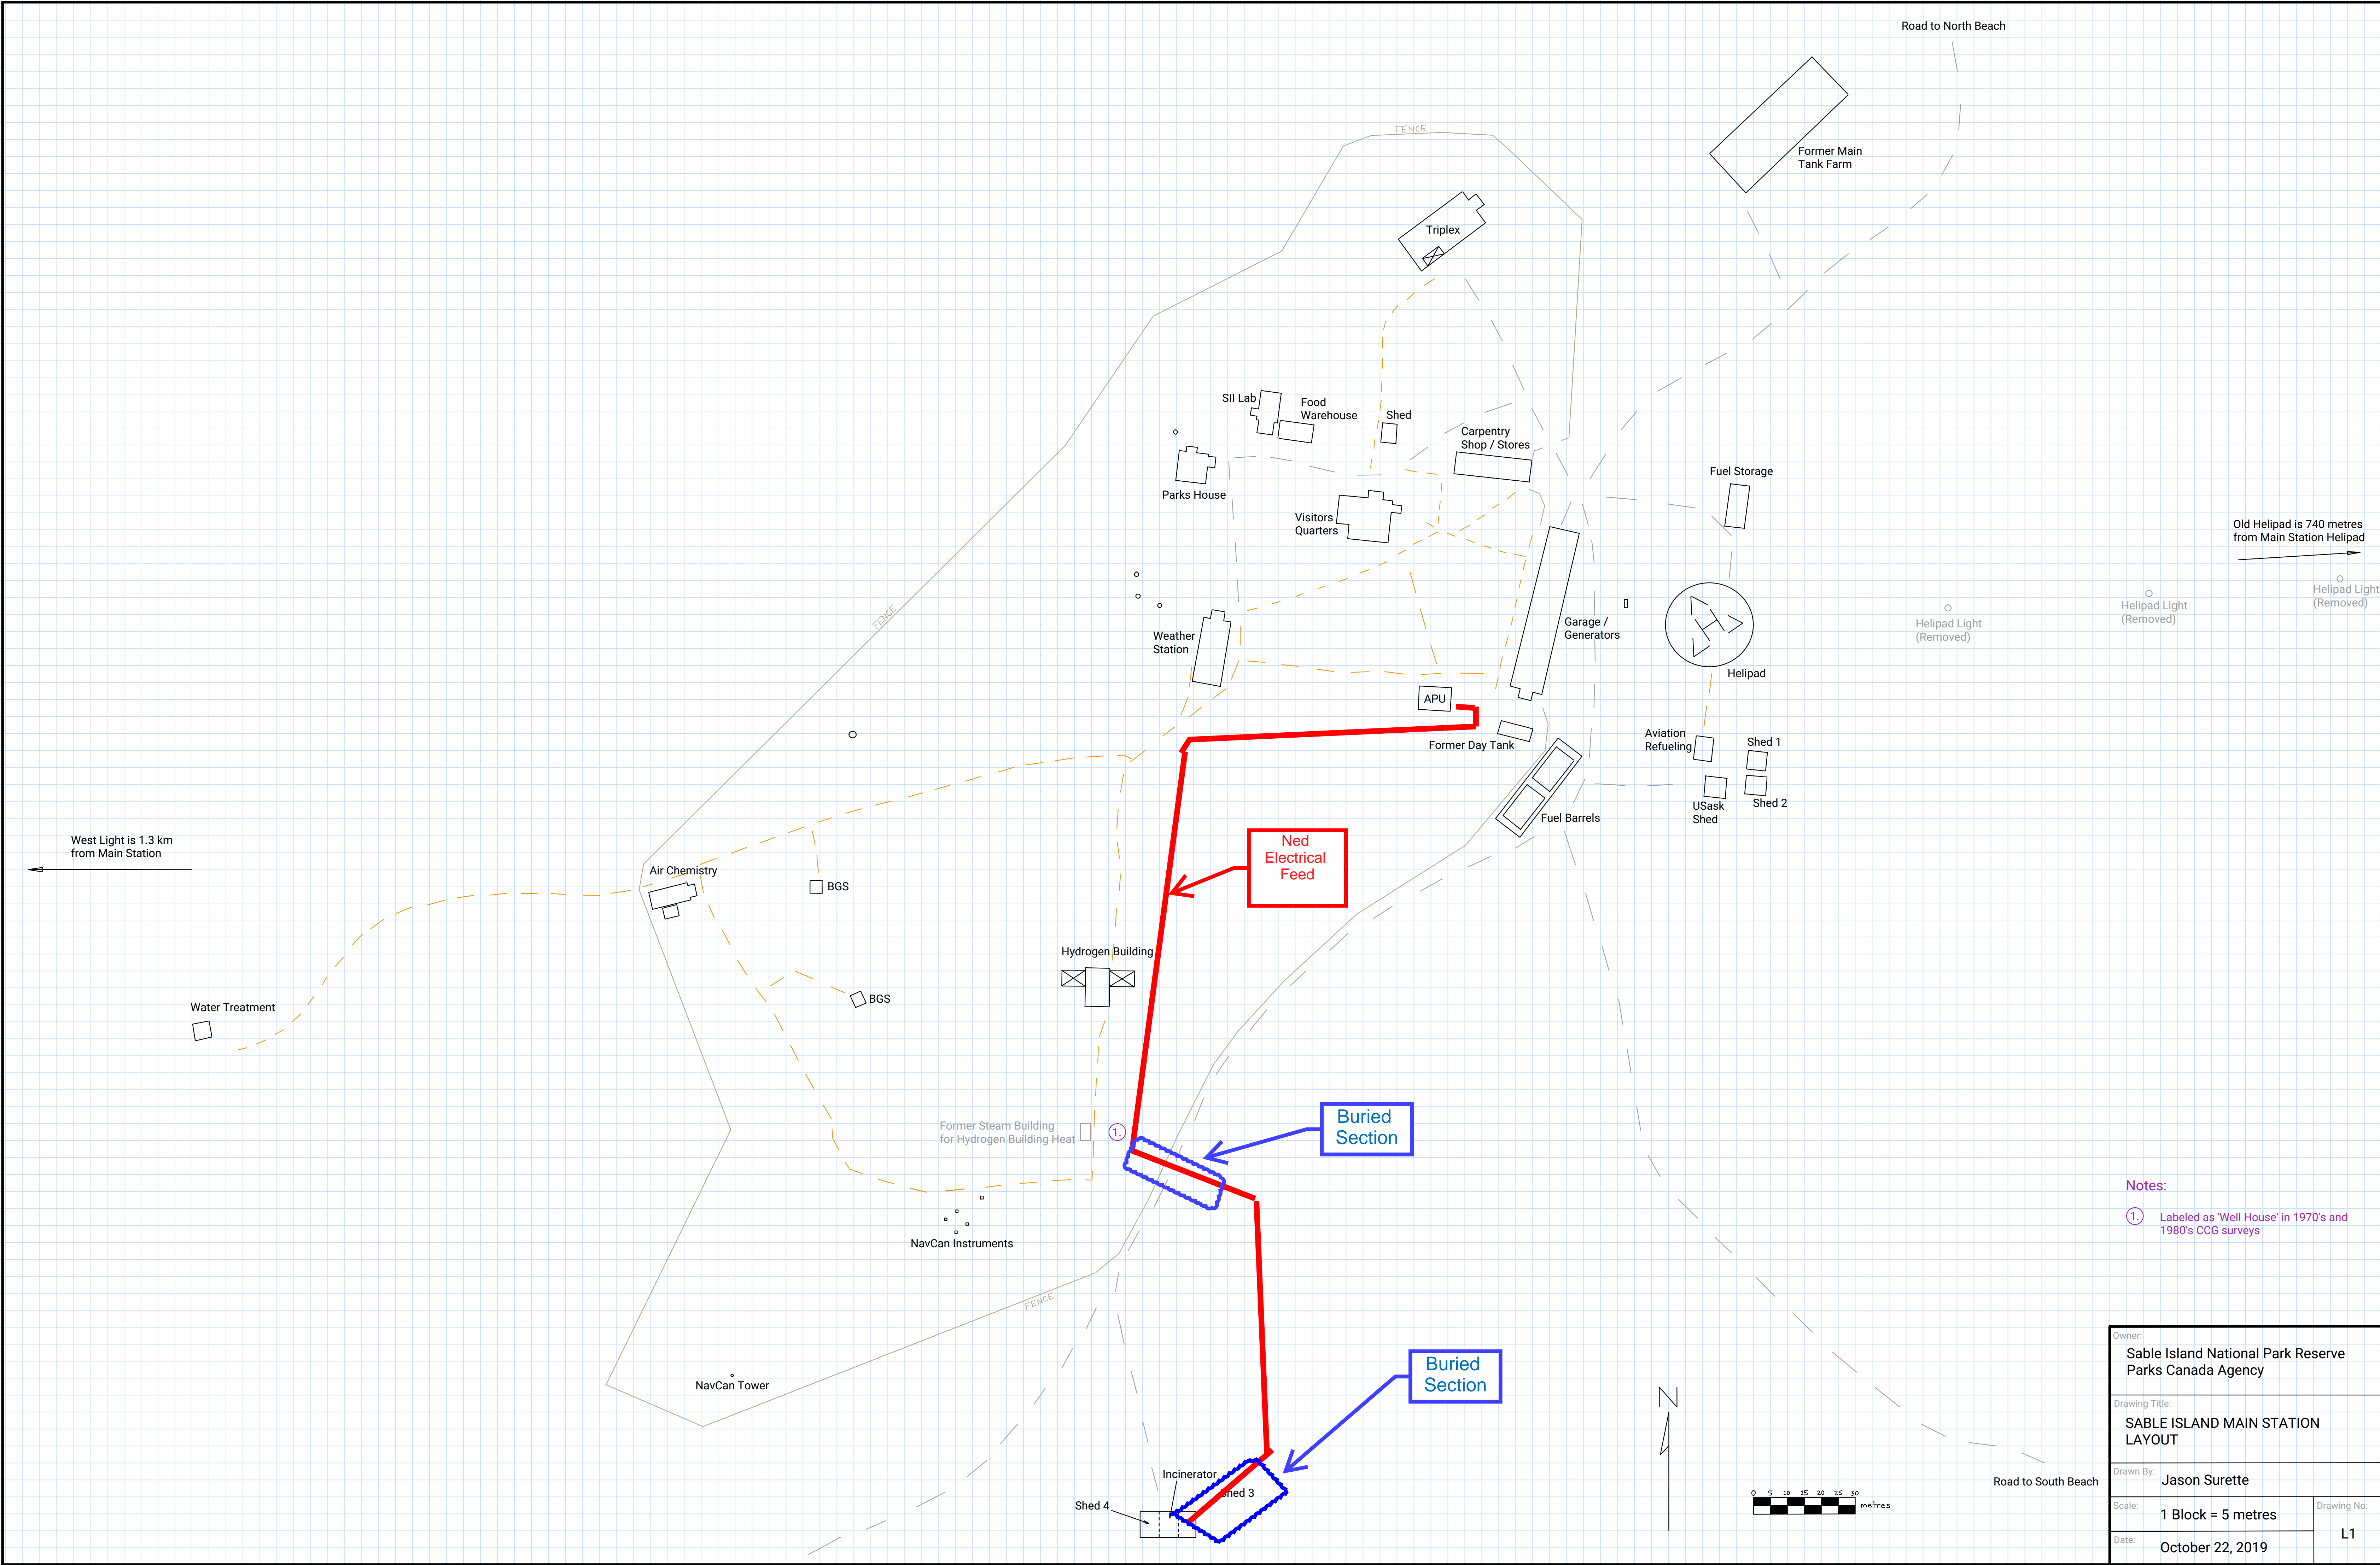 Road to North Beach
FENCE
Former Main
Tank Farm
Triplex
SII Lab
Food
Warehouse
Shed
Carpentry
Shop / Stores
Parks House
Fuel Storage
Visitors
Quarters
Old Helipad is 740 metres
from Main Station Helipad
Helipad Light
(Removed)
Helipad Light
(Removed)
Helipad Light
(Removed)
FENCE
Weather
Station
Garage /
Generators
Helipad
APU
Former Day Tank
Aviation
Refueling
Shed 1
USask
Shed
Shed 2
Fuel Barrels
West Light is 1.3 km
from Main Station
Ned
Electrical
Feed
Air Chemistry
BGS
Hydrogen Building
BGS
Water Treatment
Former Steam Building
for Hydrogen Building Heat
1.
Buried
Section
NavCan Instruments
Notes:
1. Labeled as 'Well House' in 1970's and
1980's CCG surveys
FENCE
NavCan Tower
Buried
Section
N
Incinerator
Shed 3
Shed 4
0 5 10 15 20 25 30
metres
Road to South Beach
Owner:
Sable Island National Park Reserve
Parks Canada Agency
Drawing Title:
SABLE ISLAND MAIN STATION
LAYOUT
Drawn By: Jason Surette
Scale: 1 Block = 5 metres
Drawing No:
L1
Date: October 22, 2019